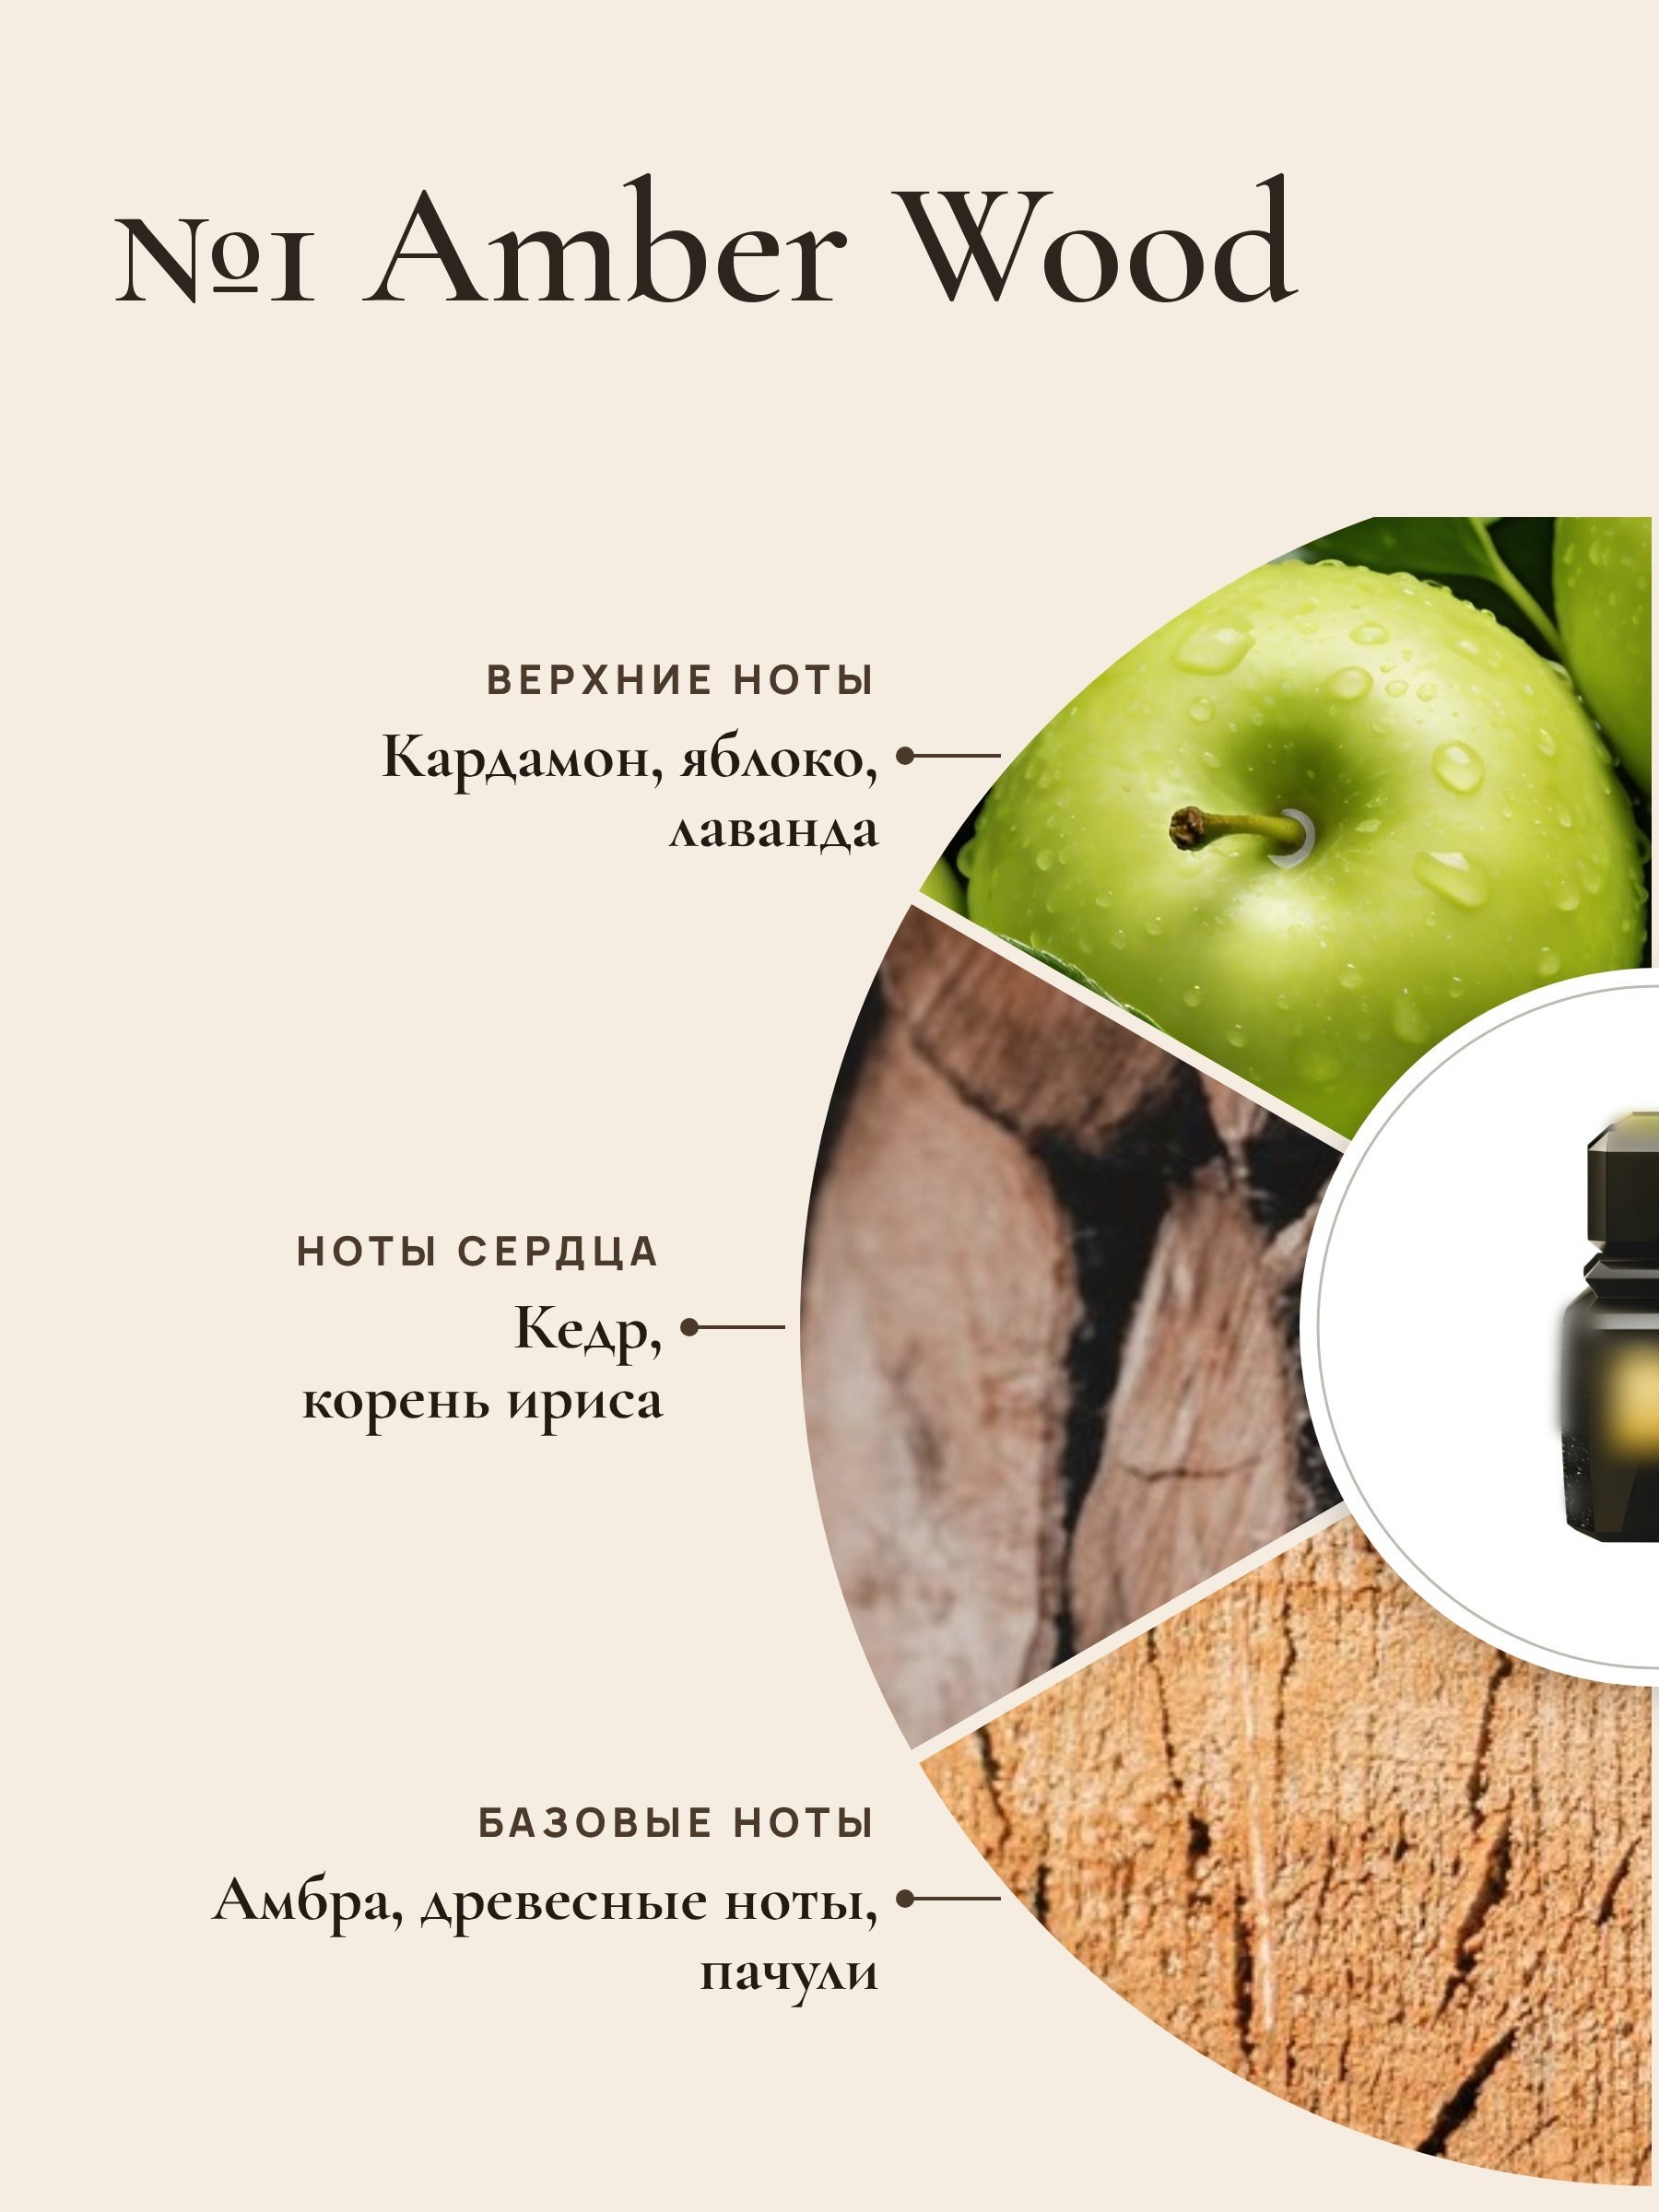 №1 Amber Wood
ВЕРХНИЕ НОТЫ
Кардамон, яблоко,
лаванда
НОТЫ СЕРДЦА
Кедр,
корень ириса
БАЗОВЫЕ НОТЫ
Амбра, древесные ноты,
пачули